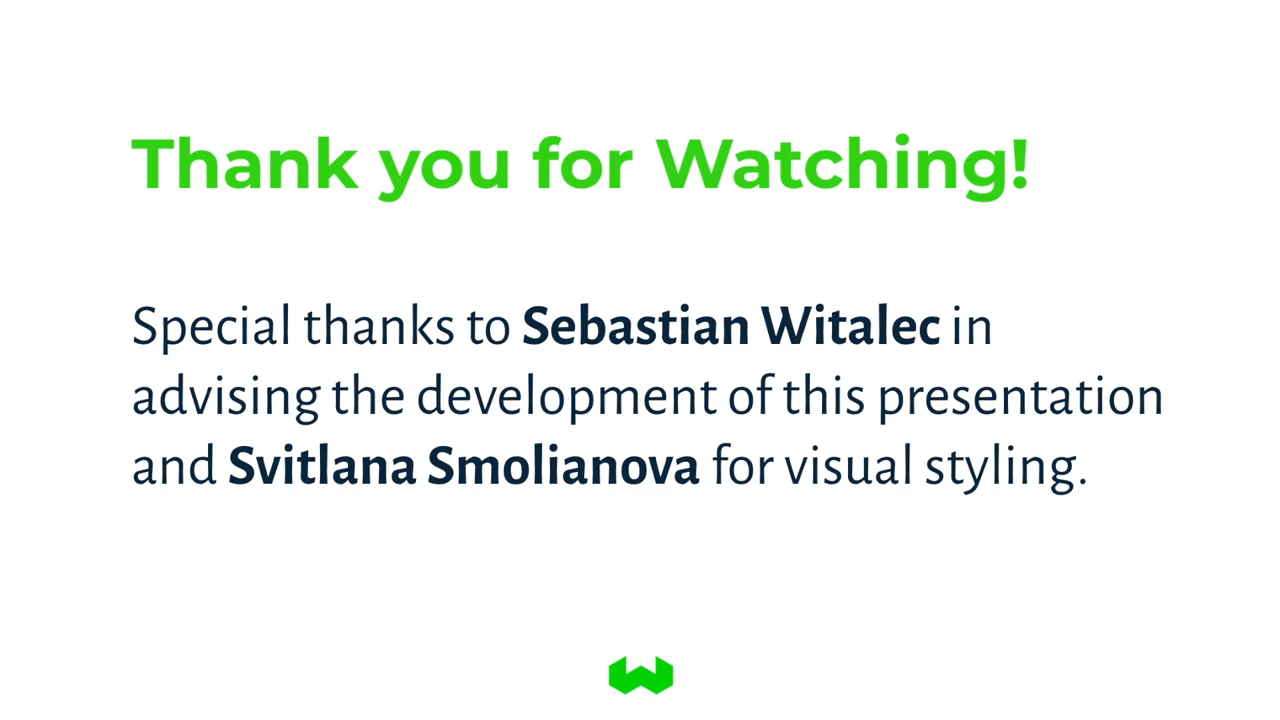 Thank you for Watching!
Special thanks to Sebastian Witalec in
advising the development of this presentation
and Svitlana Smolianova for visual styling.